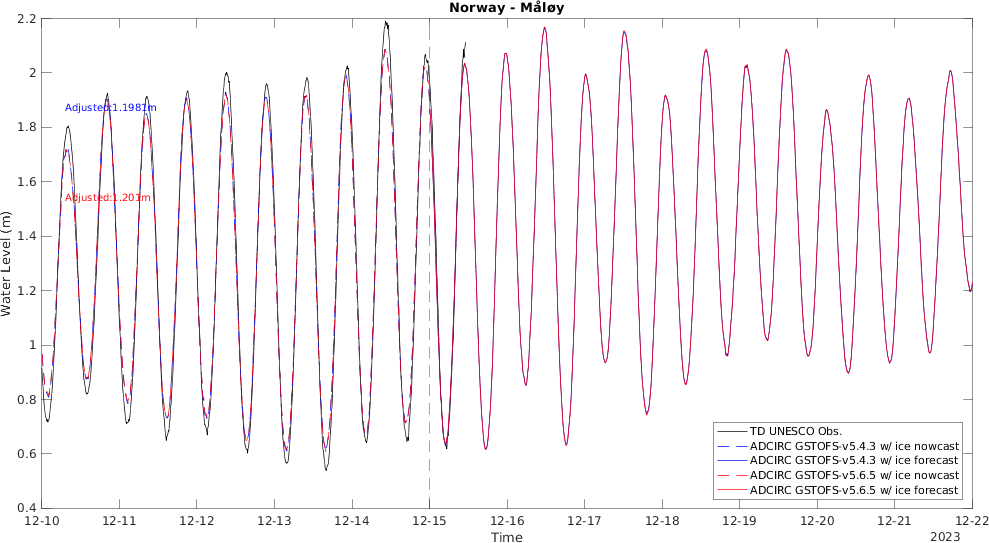 Norway - Måløy
2.2
2
1.8
1.6
1.4
1.2
1
0.8
0.6
0.4
Water Level (m)
Adjusted:1.1981m
Adjusted:1.201m
TD UNESCO Obs.
ADCIRC GSTOFS-v5.4.3 w/ ice nowcast
ADCIRC GSTOFS-v5.4.3 w/ ice forecast
ADCIRC GSTOFS-v5.6.5 w/ ice nowcast
ADCIRC GSTOFS-v5.6.5 w/ ice forecast
12-10 12-11 12-12 12-13 12-14 12-15 12-16 12-17 12-18 12-19 12-20 12-21 12-22
Time
2023